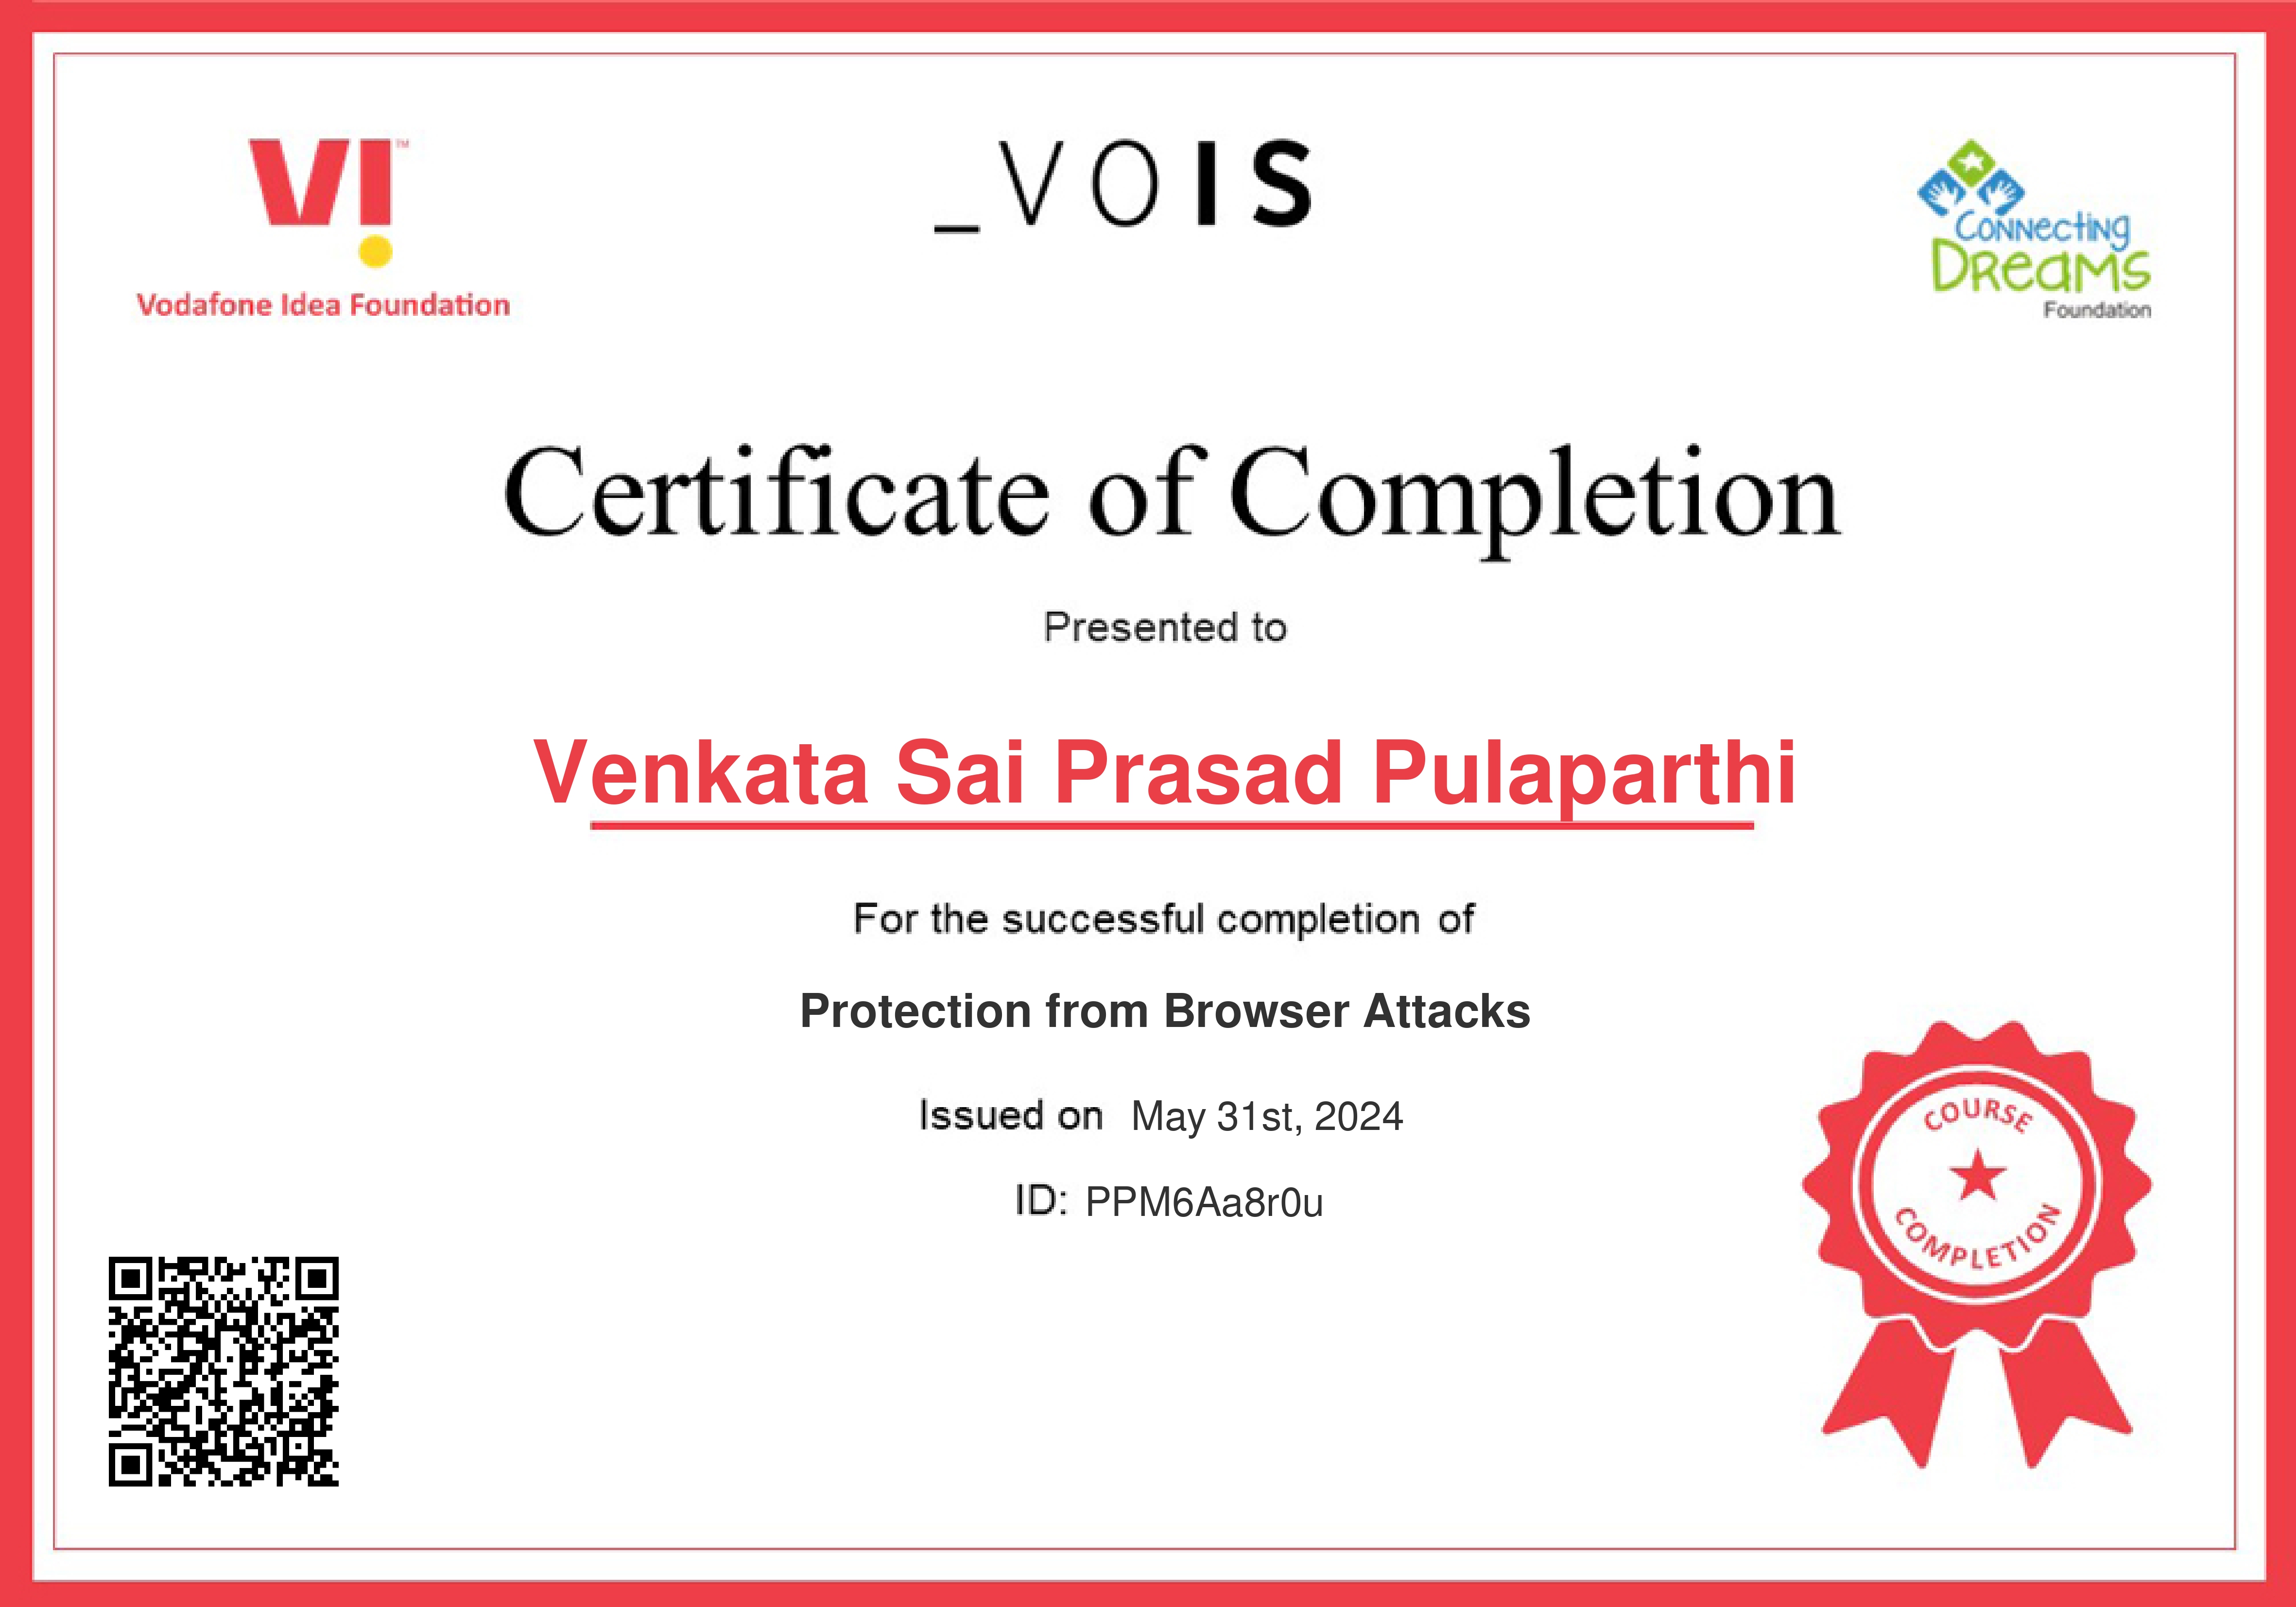 VI™
Vodafone Idea Foundation
_VOIS
Connecting
Dreams
Foundation
Certificate of Completion
Presented to
Venkata Sai Prasad Pulaparthi
For the successful completion of
Protection from Browser Attacks
Issued on May 31st, 2024
ID: PPM6Aa8r0u
COURSE
COMPLETION